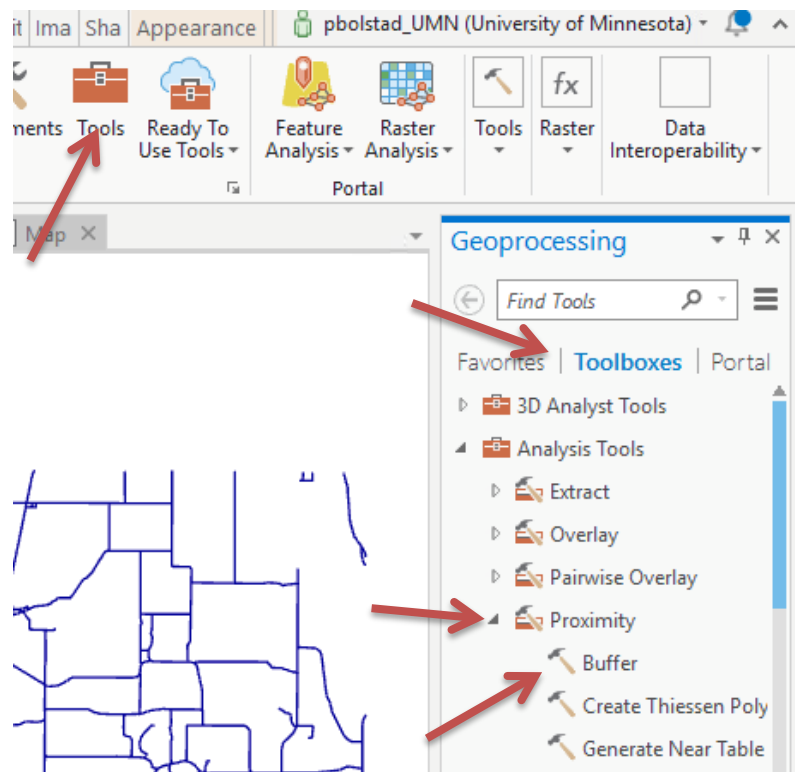 it Ima Sha Appearance pbolstad_UMN (University of Minnesota)
ments Tools Ready To Use Tools Feature Analysis Raster Analysis Tools Raster Data Interoperability
Portal
Map
Geoprocessing
Find Tools
Favorites | Toolboxes | Portal
3D Analyst Tools
Analysis Tools
Extract
Overlay
Pairwise Overlay
Proximity
Buffer
Create Thiessen Poly
Generate Near Table